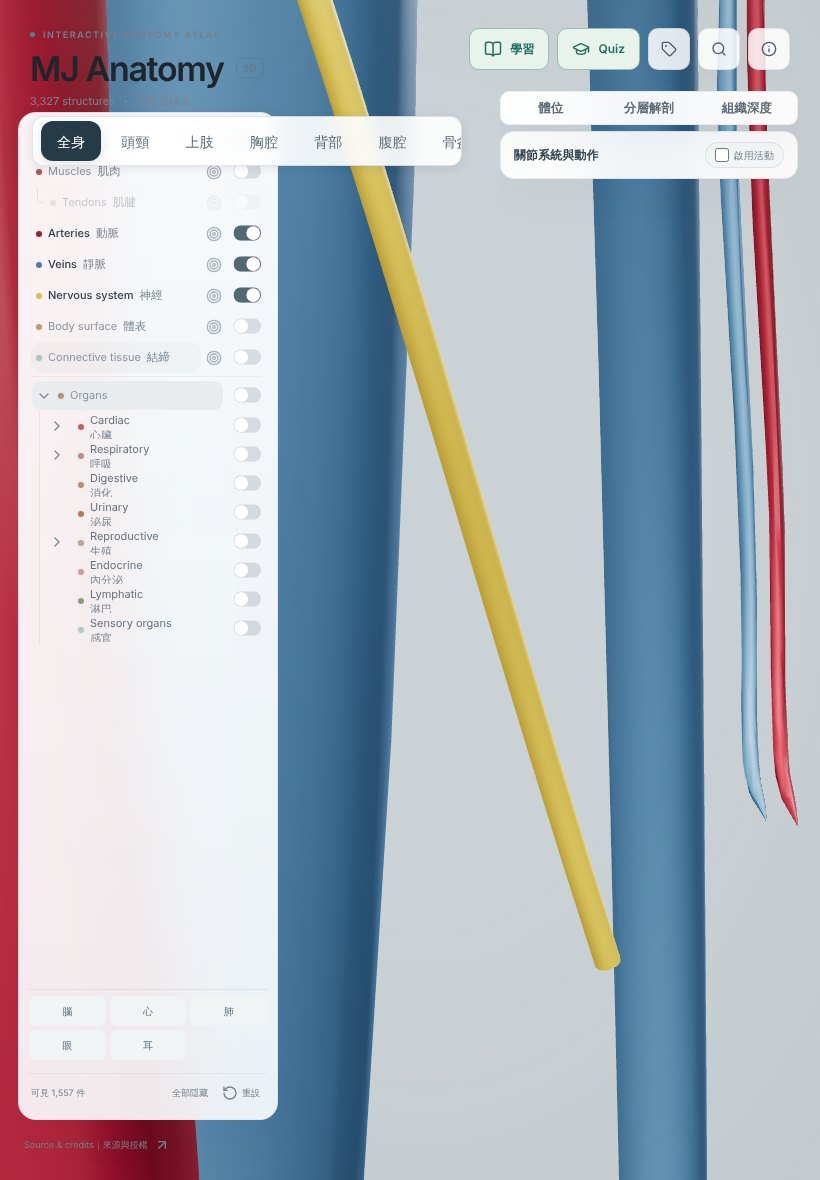 INTERACTIVE ANATOMY ATLAS
MJ Anatomy 3D
3,327 structures ·
學習
Quiz
體位 分層解剖 組織深度
關節系統與動作 啟用活動
全身 頭頸 上肢 胸腔 背部 腹腔 骨盆
Muscles 肌肉
Tendons 肌腱
Arteries 動脈
Veins 靜脈
Nervous system 神經
Body surface 體表
Connective tissue 結締
Organs
Cardiac
心臟
Respiratory
呼吸
Digestive
消化
Urinary
泌尿
Reproductive
生殖
Endocrine
內分泌
Lymphatic
淋巴
Sensory organs
感官
腦 心 肺
眼 耳
可見 1,557 件 全部隱藏 重設
Source & credits | 來源與授權